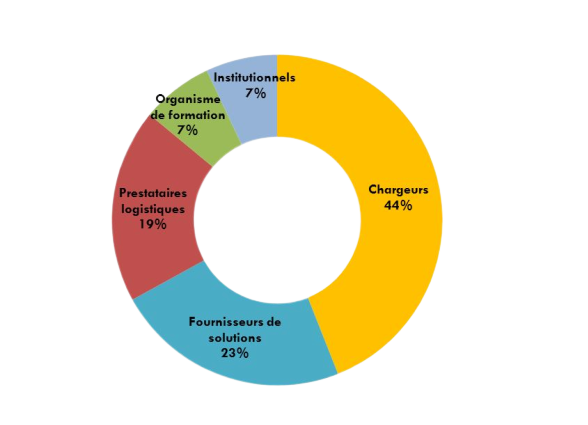 Institutionnels
7%
Organisme
de formation
7%
Chargeurs
44%
Prestataires
logistiques
19%
Fournisseurs de
solutions
23%